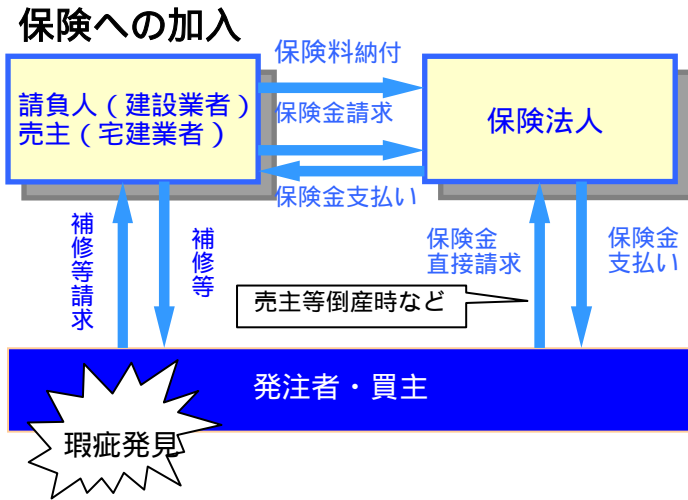 保険への加入
保険料納付
請負人（建設業者）
売主（宅建業者）
保険金請求
保険法人
保険金支払い
補修等請求
補修等
保険金
直接請求
保険金
支払い
売主等倒産時など
発注者・買主
瑕疵発見